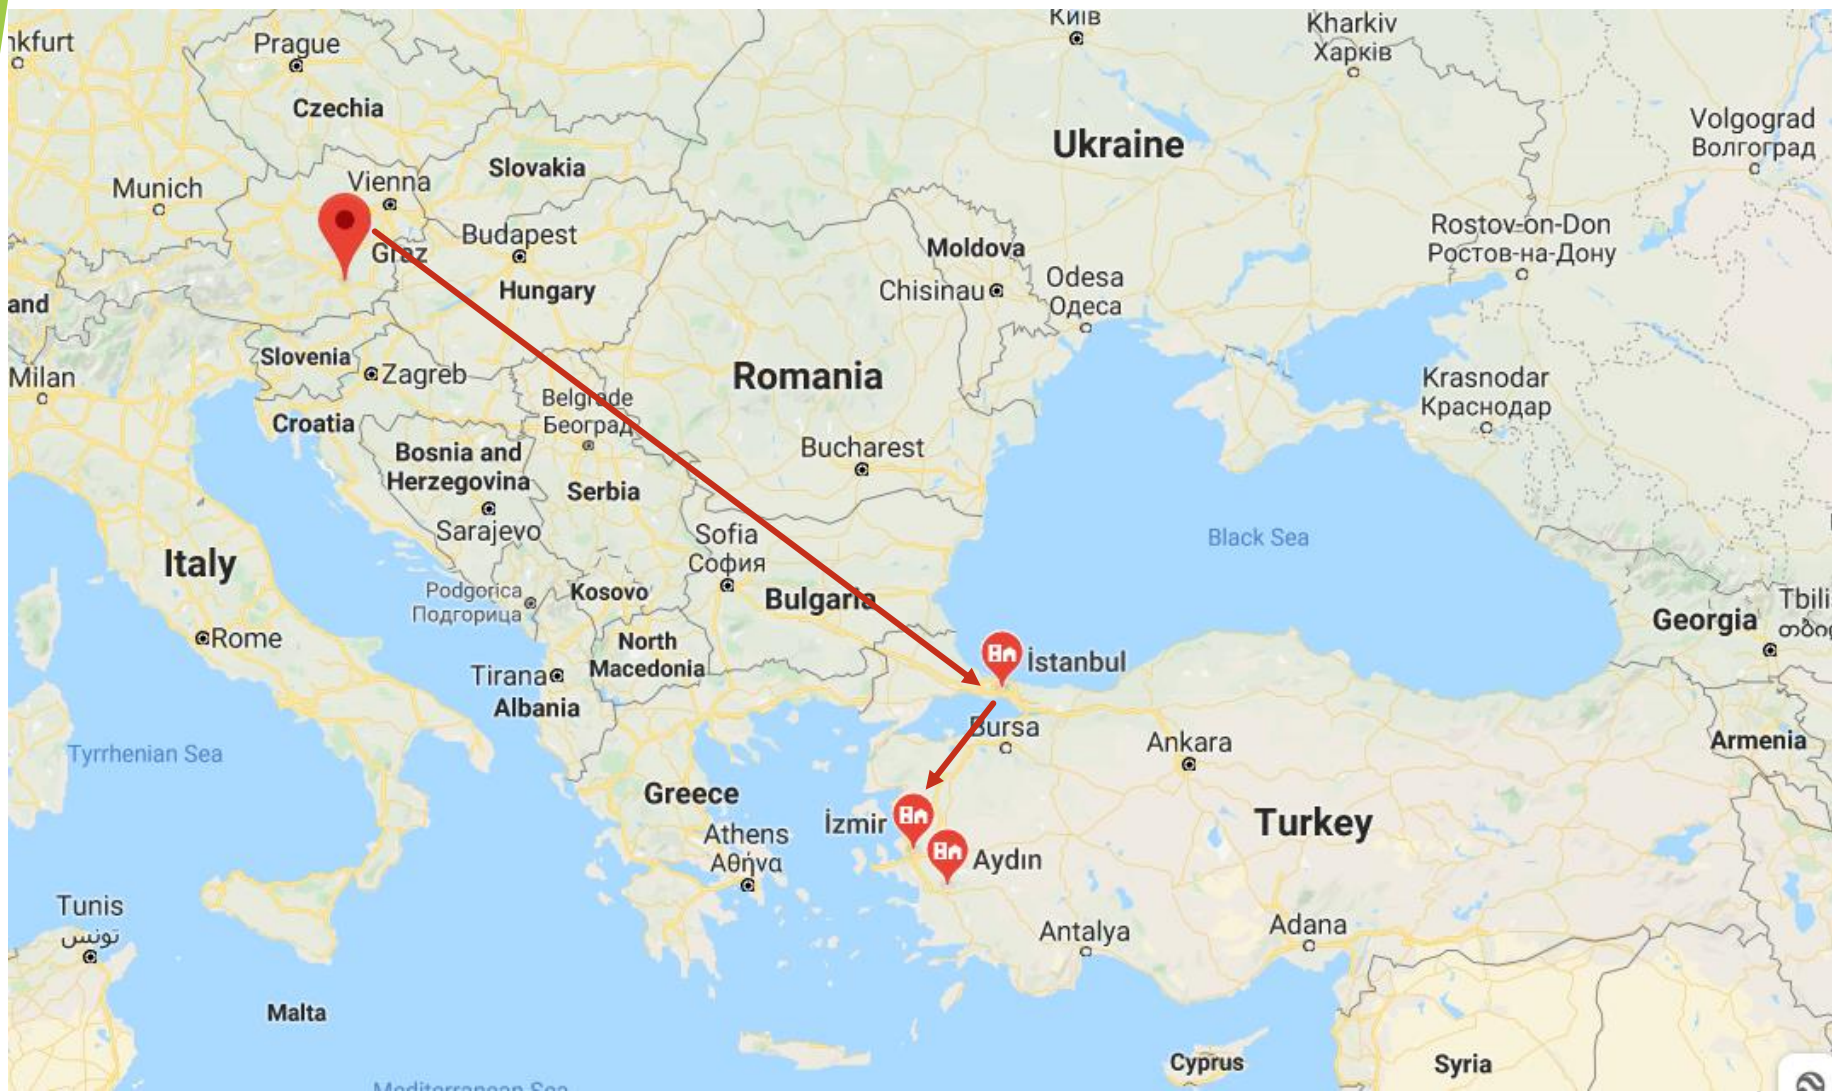 Київ
Kharkiv
Харків
nkfurt
Prague
Czechia
Ukraine
Volgograd
Волгоград
Slovakia
Vienna
Munich
Graz
Budapest
Hungary
Moldova
Chisinau
Odesa
Одеса
Rostov-on-Don
Ростов-на-Дону
and
Slovenia
Zagreb
Milan
Romania
Krasnodar
Краснодар
Croatia
Belgrade
Београд
Bosnia and
Herzegovina
Bucharest
Serbia
Sarajevo
Sofia
София
Black Sea
Italy
Podgorica
Подгорица
Kosovo
Bulgaria
Georgia
Tbili
Rome
North
Macedonia
İstanbul
Tirana
Albania
Bursa
Ankara
Armenia
Tyrrhenian Sea
Greece
İzmir
Turkey
Athens
Αθήνα
Aydın
Tunis
تونس
Antalya
Adana
Malta
Cyprus
Syria
Mediterranean Sea